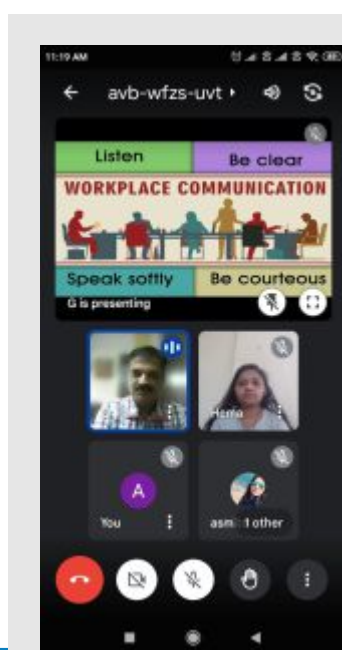 11:19 AM
avb-wfzs-uvt
Listen
Be clear
WORKPLACE COMMUNICATION
Speak softly
Be courteous
G is presenting
Hema
A
You
asm
1 other